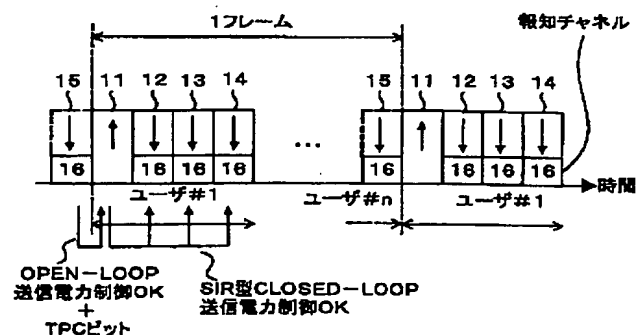 1フレーム
報知チャネル
15 11 12 13 14 15 11 12 13 14
...
16 16 16 16 16 16 16 16
時間
ユーザ#1 ユーザ#n ユーザ#1
OPEN-LOOP
送信電力制御OK
+
TPCビット
SIR型CLOSED-LOOP
送信電力制御OK